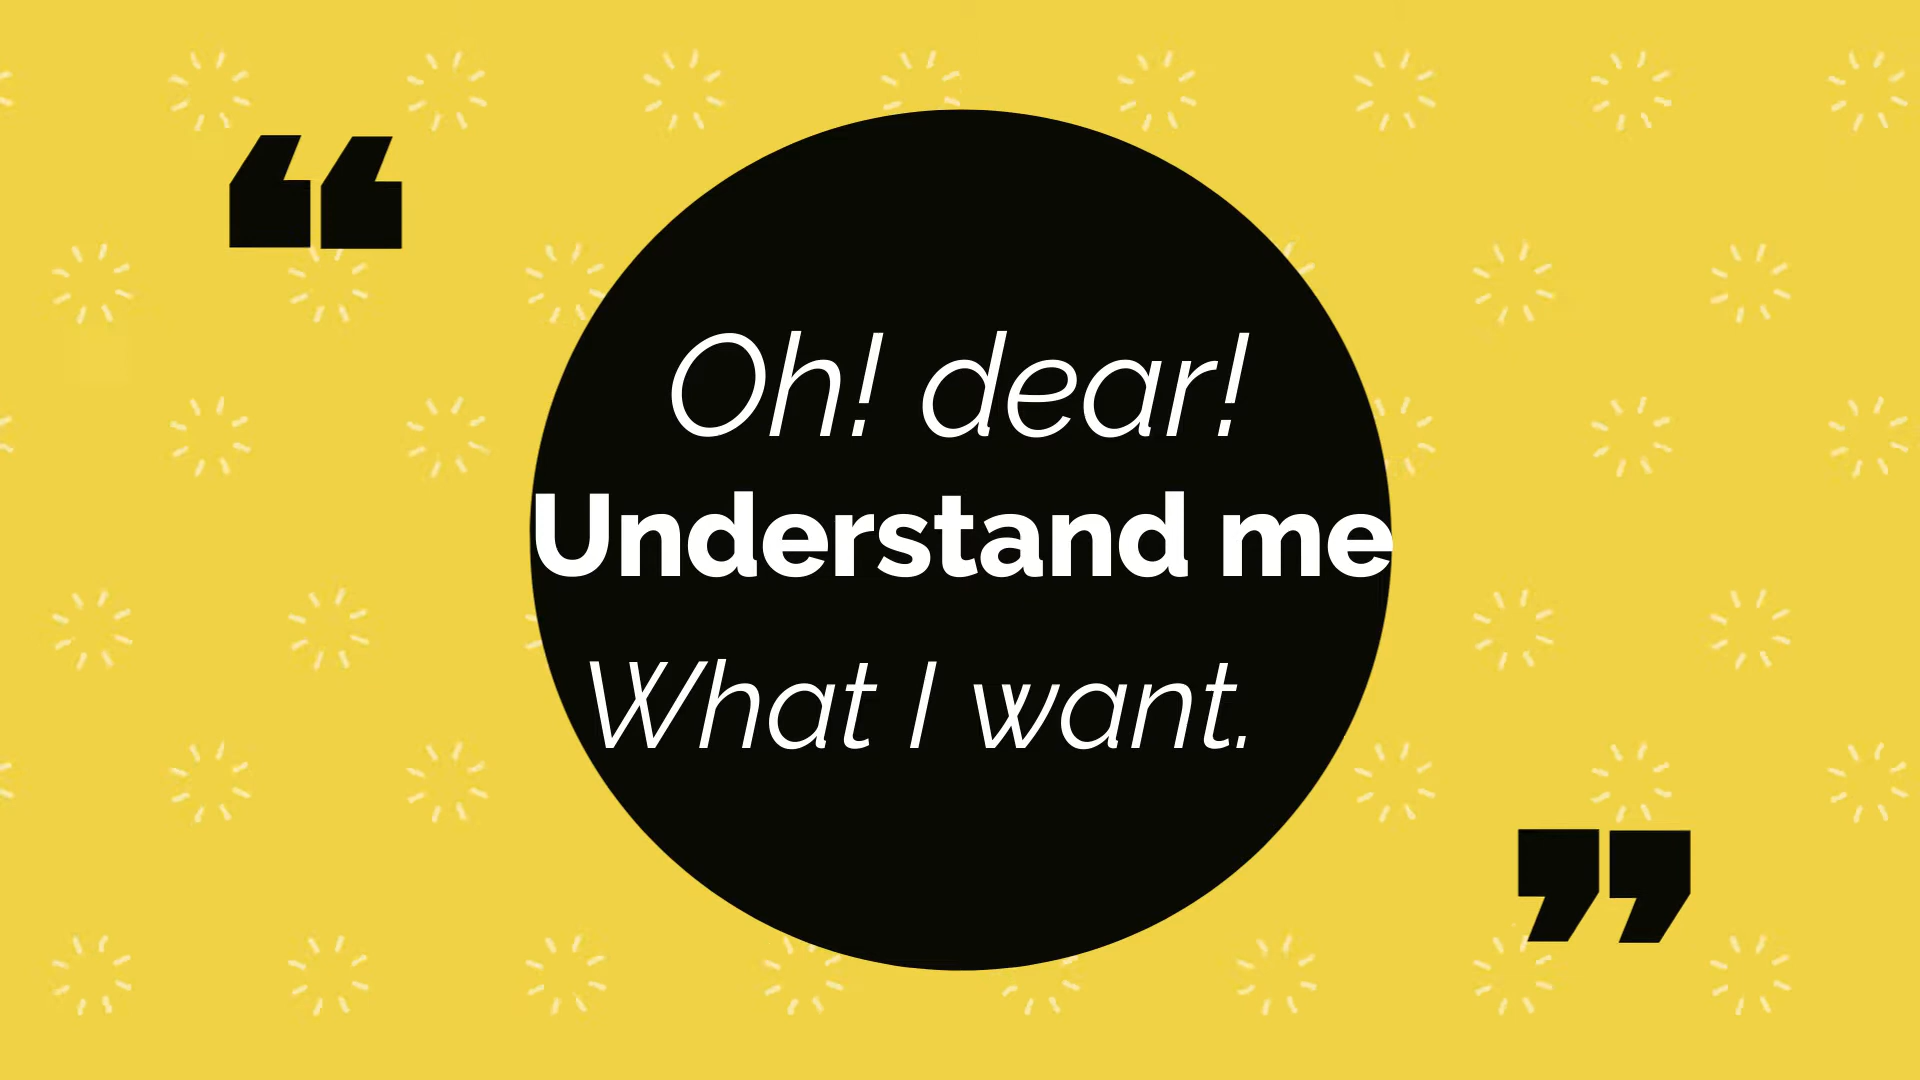 “
Oh! dear!
Understand me
What I want.
”